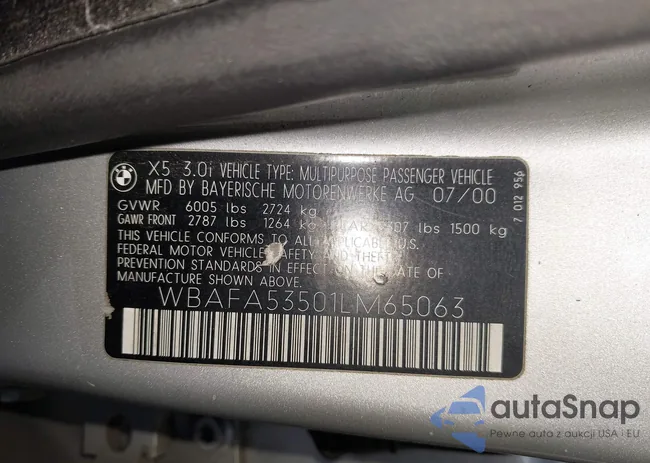 X5 3.0i VEHICLE TYPE: MULTIPURPOSE PASSENGER VEHICLE
MFD BY BAYERISCHE MOTORENWERKE AG 07/00
GVWR 6005 lbs 2724 kg
GAWR FRONT 2787 lbs 1264 kg lbs 1500 kg
THIS VEHICLE CONFORMS TO ALL APPLICABLE U.S.
FEDERAL MOTOR VEHICLE SAFETY AND THEFT
PREVENTION STANDARDS IN EFFECT ON THE DATE OF
MANUFACTURE SHOWN ABOVE
WBAFA53501LM65063
7 012 956
autaSnap
Pewne auta z aukcji USA i EU